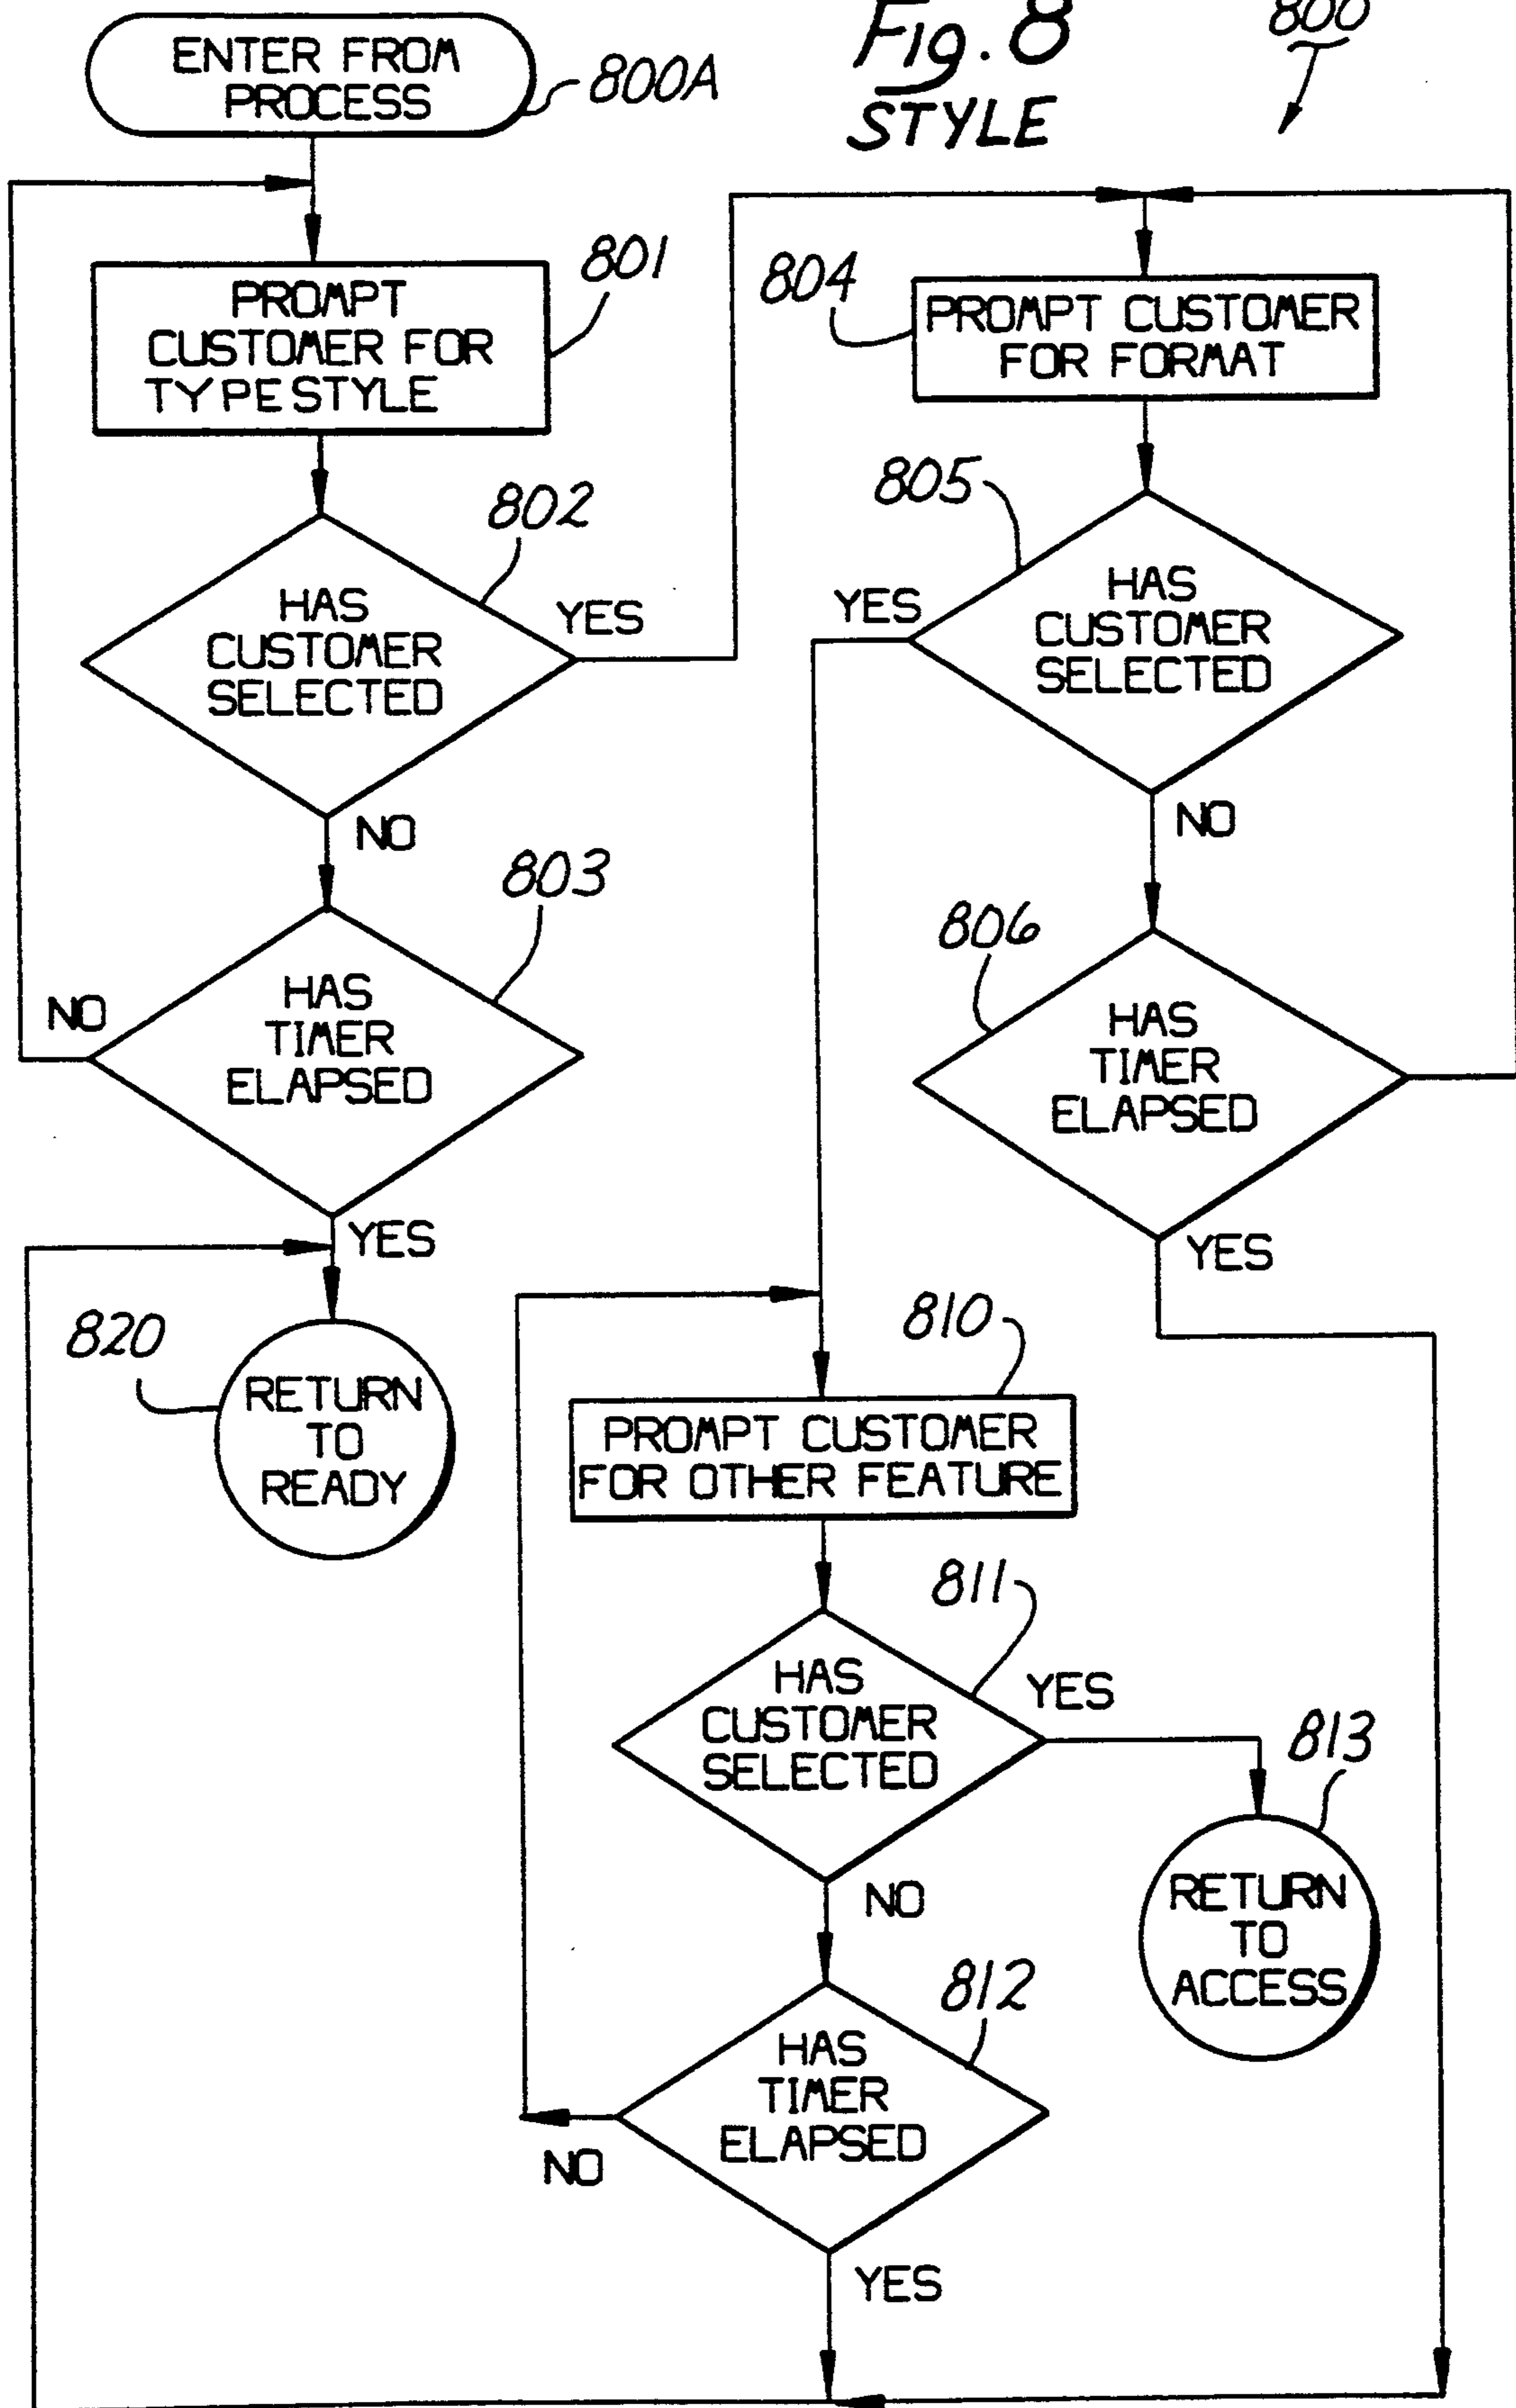 Fig. 8
STYLE
800
ENTER FROM
PROCESS
800A
PROMPT
CUSTOMER FOR
TYPESTYLE
801
HAS
CUSTOMER
SELECTED
802
YES
NO
HAS
TIMER
ELAPSED
803
NO
YES
RETURN
TO
READY
820
PROMPT CUSTOMER
FOR FORMAT
804
HAS
CUSTOMER
SELECTED
805
YES
NO
HAS
TIMER
ELAPSED
806
YES
PROMPT CUSTOMER
FOR OTHER FEATURE
810
HAS
CUSTOMER
SELECTED
811
YES
NO
RETURN
TO
ACCESS
813
HAS
TIMER
ELAPSED
812
NO
YES